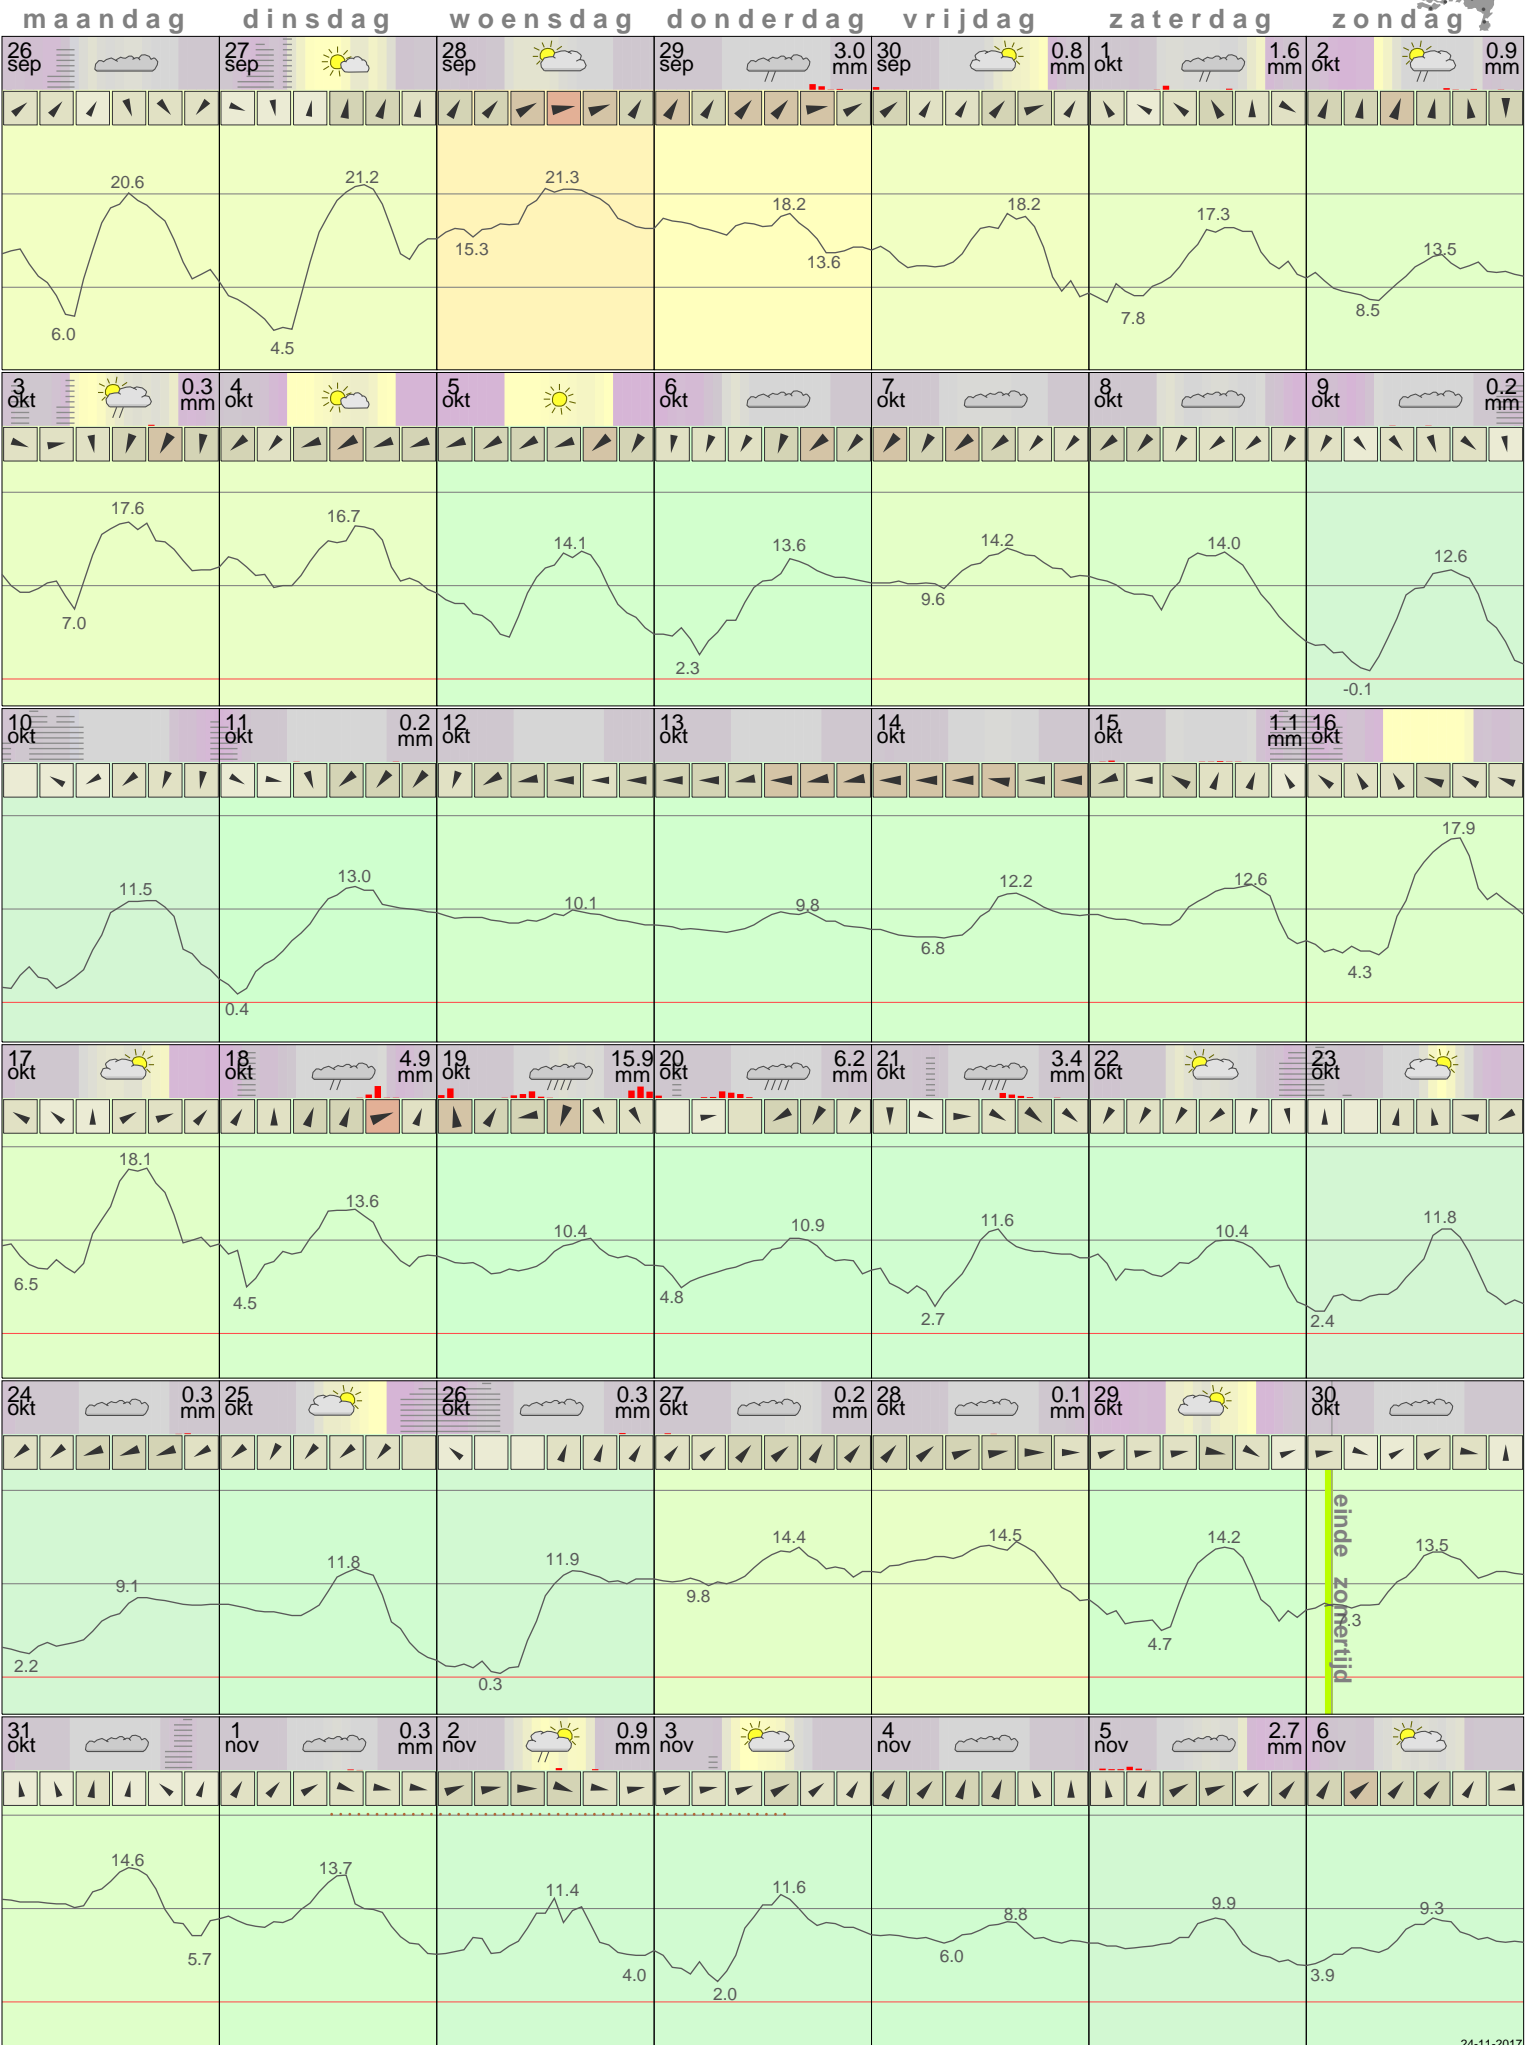 maandag dinsdag woensdag donderdag vrijdag zaterdag zondag
26 27 28 29 3.0 30 0.8 1 1.6 2 0.9
sep sep sep sep mm sep mm okt mm okt mm
20.6 21.2 21.3 18.2 18.2 17.3 13.5
6.0 4.5 15.3 13.6 7.8 8.5
3 0.3 4 5 6 7 8 9 0.2
okt mm okt okt okt okt okt okt mm
17.6 16.7 14.1 13.6 14.2 14.0 12.6
7.0 2.3 9.6 -0.1
10 11 0.2 12 13 14 15 1.1 16
okt okt mm okt okt okt okt mm okt
11.5 13.0 10.1 9.8 12.2 12.6 17.9
0.4 6.8 4.3
17 18 4.9 19 15.9 20 6.2 21 3.4 22 23
okt okt mm okt mm okt mm okt mm okt okt
18.1 13.6 10.4 10.9 11.6 10.4 11.8
6.5 4.5 4.8 2.7 2.4
24 0.3 25 26 0.3 27 0.2 28 0.1 29 30
okt mm okt okt mm okt mm okt mm okt okt
9.1 11.8 11.9 14.4 14.5 14.2 13.5
2.2 0.3 9.8 4.7
einde zomertijd
31 1 0.3 2 0.9 3 4 5 2.7 6
okt nov mm nov mm nov nov nov mm nov
14.6 13.7 11.4 11.6 8.8 9.9 9.3
5.7 4.0 2.0 6.0 3.9
24-11-2017